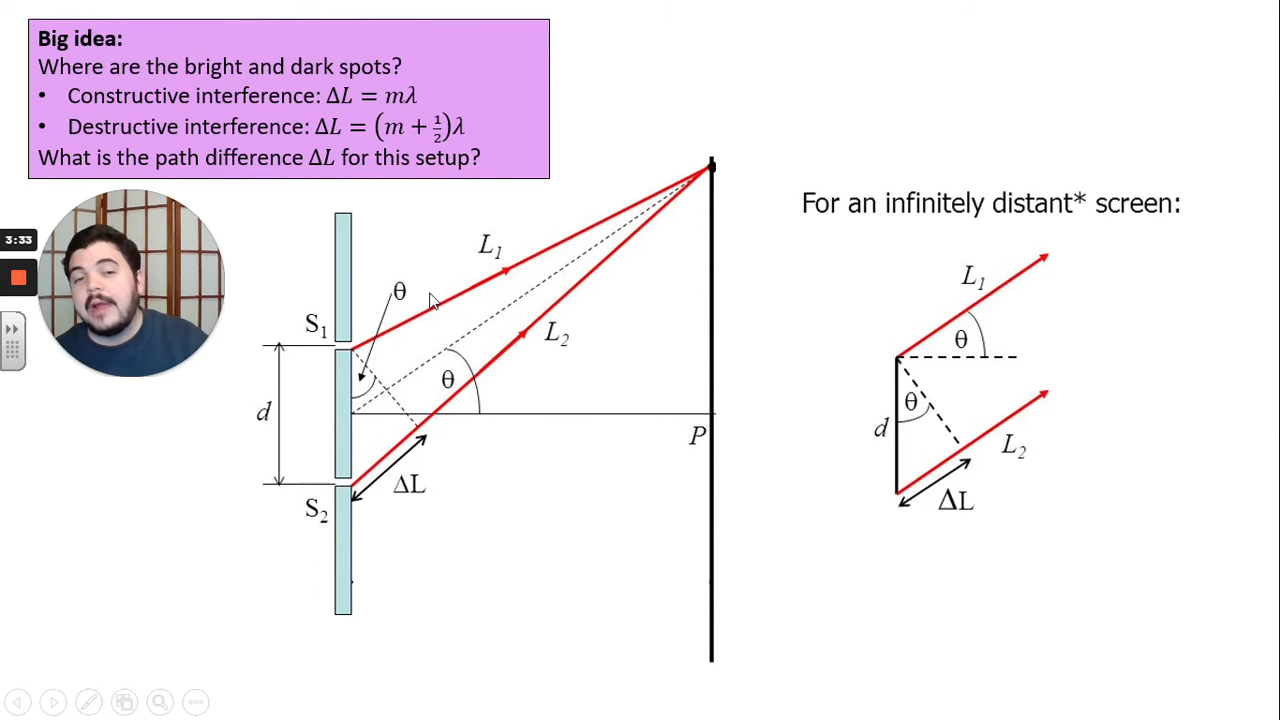 Big idea:
Where are the bright and dark spots?
• Constructive interference: ΔL = mλ
• Destructive interference: ΔL = (m + 1/2)λ
What is the path difference ΔL for this setup?
3:33
For an infinitely distant* screen:
L1
θ
S1
L2
θ
d
P
ΔL
S2
L1
θ
θ
d
L2
ΔL